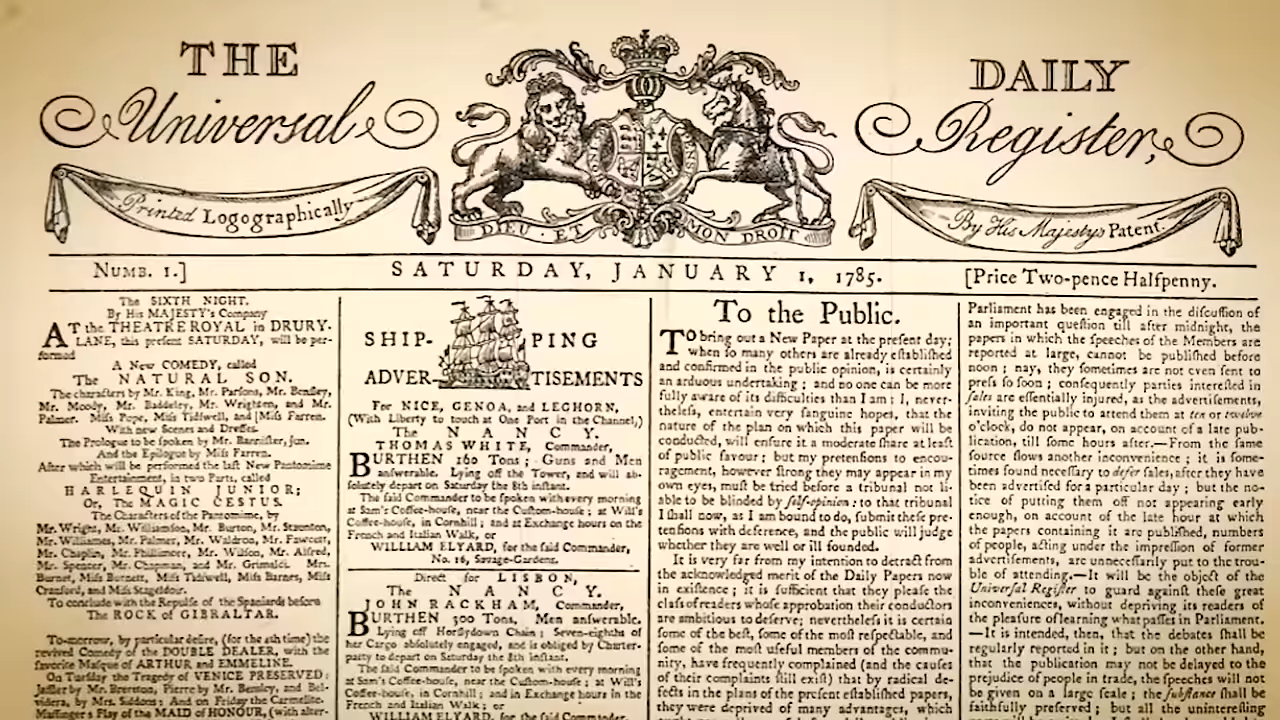 THE
Universal
DAILY
Register,
Printed Logographically
DIEU · ET MON DROIT
By His Majesty's Patent.
NUMB. 1.]
SATURDAY, JANUARY 1, 1785.
[Price Two-pence Halfpenny.
The SIXTH NIGHT.
By His MAJESTY's Company
AT the THEATRE ROYAL in DRURY-
LANE, this present SATURDAY, will be per-
formed
A New COMEDY, called
The NATURAL SON.
The characters by Mr. King, Mr. Parsons, Mr. Bensley,
Mr. Moody, Mr. Baddeley, Mr. Wrighten, and Mr.
Palmer. Miss Pope, Miss Tidswell, and Miss Farren.
With new Scenes and Dresses.
The Prologue to be spoken by Mr. Bannister, jun.
And the Epilogue by Miss Farren.
After which will be performed the last New Pantomime
Entertainment, in two Parts, called
HARLEQUIN JUNIOR;
Or, The MAGIC CESTUS.
The Characters of the Pantomime, by
Mr. Wright, Mr. Williamson, Mr. Burton, Mr. Staunton,
Mr. Williames, Mr. Palmer, Mr. Waldron, Mr. Fawcett,
Mr. Chaplin, Mr. Phillimore, Mr. Wilson, Mr. Alfred,
Mr. Spencer, Mr. Chapman, and Mr. Grimaldi. Mrs.
Burnet, Miss Burnett, Miss Tidswell, Miss Barnes, Miss
Cranford, and Miss Stageldoir.
To conclude with the Repulse of the Spaniards before
The ROCK of GIBRALTAR.
To-morrow, by particular desire, (for the 4th time) the
revived Comedy of the DOUBLE DEALER, with the
favorite Masque of ARTHUR and EMMELINE.
On Tuesday the Tragedy of VENICE PRESERVED;
Jaffier by Mr. Brereton, Pierre by Mr. Bensley, and Bel-
videra, by Mrs. Siddons: And on Friday the Carmelite.
Massinger's Play of the MAID of HONOUR, (with alter-
SHIP- PING
ADVER- TISEMENTS
For NICE, GENOA, and LEGHORN,
(With Liberty to touch at One Port in the Channel,)
The NANCY,
THOMAS WHITE, Commander,
BURTHEN 160 Tons; Guns and Men
answerable. Lying off the Tower, and will ab-
solutely depart on Saturday the 8th instant.
The said Commander to be spoken with every morning
at Sam's Coffee-house, near the Custom-house; at Will's
Coffee-house, in Cornhill; and at Exchange hours on the
French and Italian Walk, or
WILLIAM ELYARD, for the said Commander,
No. 16, Savage-Gardens.
Direct for LISBON,
The NANCY,
JOHN RACKHAM, Commander,
BURTHEN 300 Tons, Men answerable.
Lying off Horslydown Chain; Seven-eighths of
her Cargo absolutely engaged, and is obliged by Charter-
party to depart on Saturday the 8th instant.
The said Commander to be spoken with every morning
at Sam's Coffee-house, near the Custom-house; at Will's
Coffee-house, in Cornhill; and in Exchange hours in the
French and Italian Walk; or
WILLIAM ELYARD, for the said Commander,
To the Public.
TO bring out a New Paper at the present day;
when so many others are already established
and confirmed in the public opinion, is certainly
an arduous undertaking; and no one can be more
fully aware of its difficulties than I am: I, never-
theless, entertain very sanguine hopes, that the
nature of the plan on which this paper will be
conducted, will ensure it a moderate share at least
of public favour; but my pretensions to encou-
ragement, however strong they may appear in my
own eyes, must be tried before a tribunal not li-
able to be blinded by self-opinion: to that tribunal
I shall now, as I am bound to do, submit these pre-
tensions with deference, and the public will judge
whether they are well or ill founded.
It is very far from my intention to detract from
the acknowledged merit of the Daily Papers now
in existence; it is sufficient that they please the
class of readers whose approbation their conductors
are ambitious to deserve; nevertheless it is certain
some of the best, some of the most respectable, and
some of the most useful members of the commu-
nity, have frequently complained (and the causes
of their complaints still exist) that by radical de-
fects in the plans of the present established papers,
they were deprived of many advantages, which
Parliament has been engaged in the discussion of
an important question till after midnight, the
papers in which the speeches of the Members are
reported at large, cannot be published before
noon; nay, they sometimes are not even sent to
press so soon; consequently parties interested in
sales are essentially injured, as the advertisements,
inviting the public to attend them at ten or twelve
o'clock, do not appear, on account of a late pub-
lication, till some hours after.—From the same
source flows another inconvenience; it is some-
times found necessary to defer sales, after they have
been advertised for a particular day; but the no-
tice of putting them off not appearing early
enough, on account of the late hour at which
the papers containing it are published, numbers
of people, acting under the impression of former
advertisements, are unnecessarily put to the trou-
ble of attending.—It will be the object of the
Universal Register to guard against these great
inconveniences, without depriving its readers of
the pleasure of learning what passes in Parliament.
—It is intended, then, that the debates shall be
regularly reported in it; but on the other hand,
that the publication may not be delayed to the
prejudice of people in trade, the speeches will not
be given on a large scale; the substance shall be
faithfully preserved; but all the uninteresting